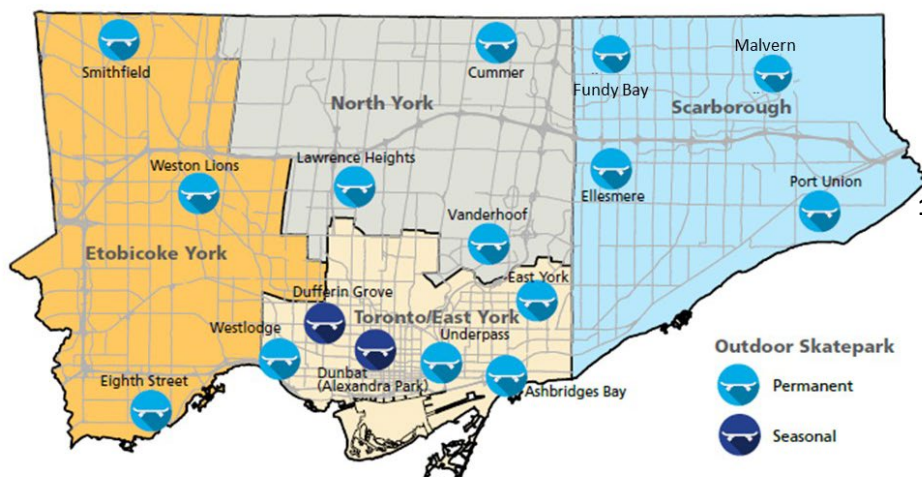 Smithfield
Cummer
Malvern
Fundy Bay
North York
Scarborough
Weston Lions
Lawrence Heights
Ellesmere
Port Union
Vanderhoof
Etobicoke York
East York
Dufferin Grove
Toronto/East York
Westlodge
Underpass
Dunbat
(Alexandra Park)
Eighth Street
Ashbridges Bay
Outdoor Skatepark
Permanent
Seasonal